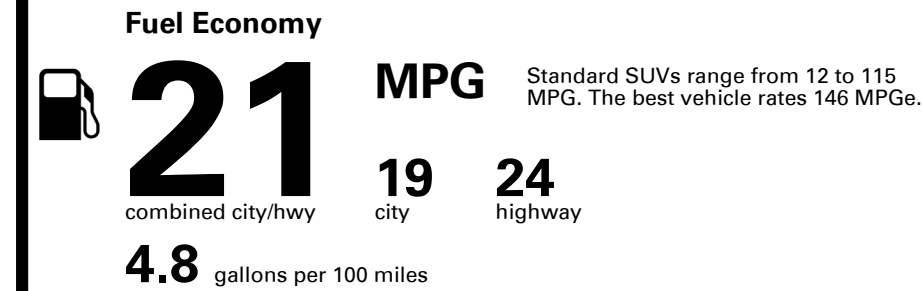 Fuel Economy
21 MPG
Standard SUVs range from 12 to 115
MPG. The best vehicle rates 146 MPGe.
19 24
combined city/hwy city highway
4.8 gallons per 100 miles